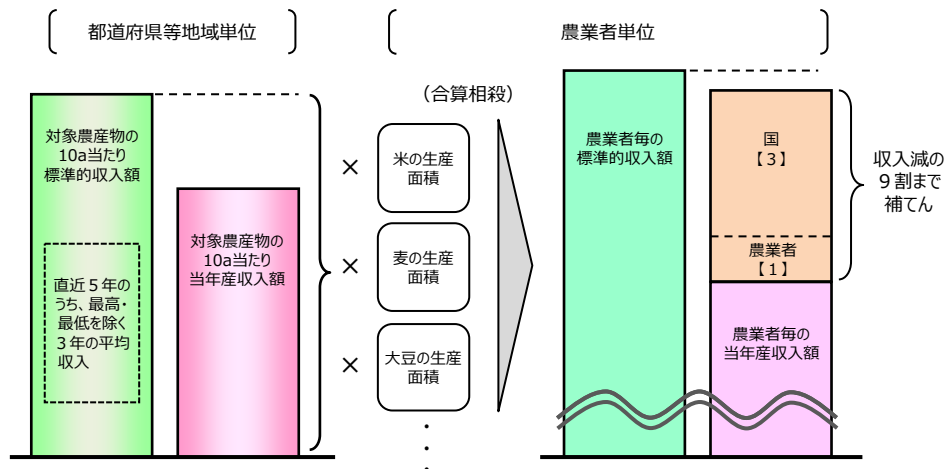 都道府県等地域単位
農業者単位
対象農産物の
10a当たり
標準的収入額
直近５年の
うち、最高・
最低を除く
３年の平均
収入
対象農産物の
10a当たり
当年産収入額
（合算相殺）
×
米の生産
面積
×
麦の生産
面積
×
大豆の生産
面積
・
・
・
農業者毎の
標準的収入額
国
【３】
農業者
【１】
農業者毎の
当年産収入額
収入減の
９割まで
補てん